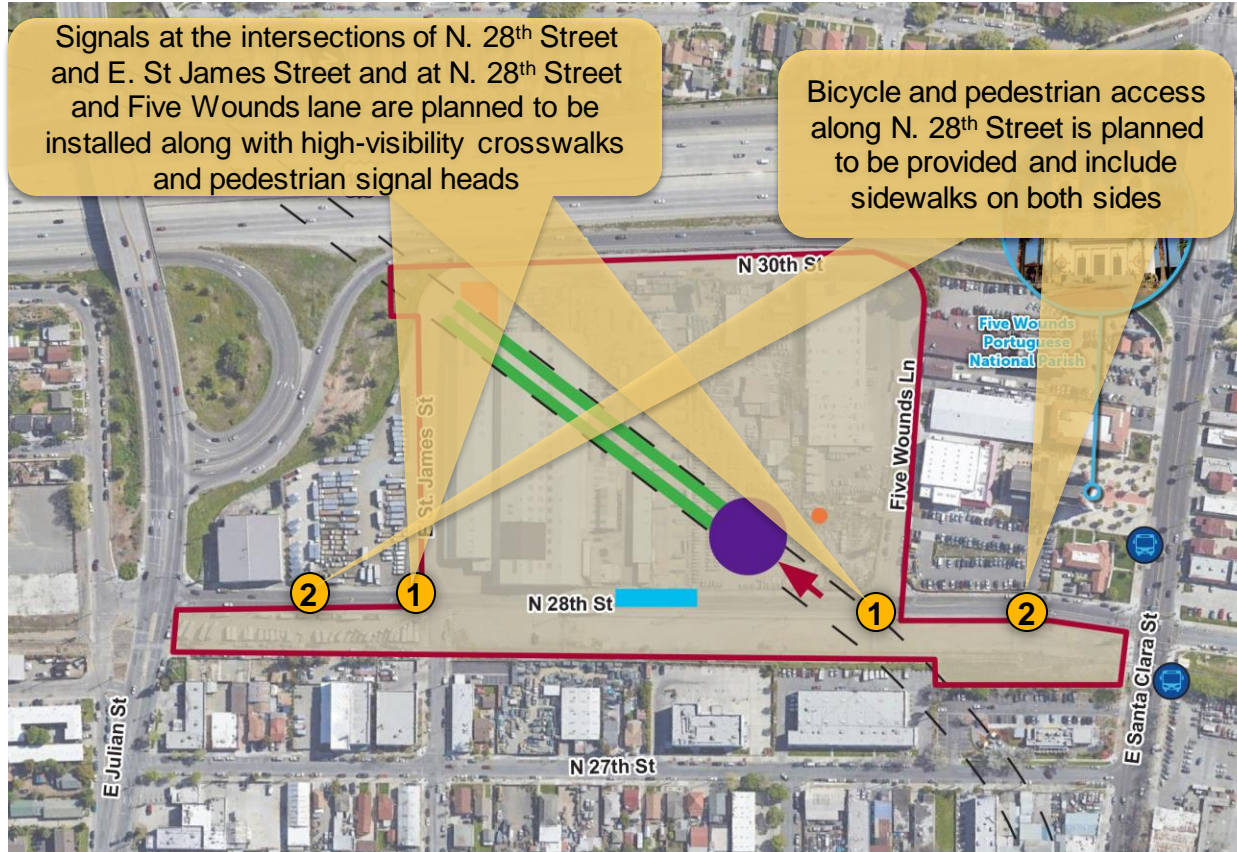 Signals at the intersections of N. 28th Street
and E. St James Street and at N. 28th Street
and Five Wounds lane are planned to be
installed along with high-visibility crosswalks
and pedestrian signal heads
Bicycle and pedestrian access
along N. 28th Street is planned
to be provided and include
sidewalks on both sides
N 30th St
Five Wounds
Portuguese
National Parish
Five Wounds Ln
E St. James St
2
1
N 28th St
1
2
E Julian St
E Santa Clara St
N 27th St